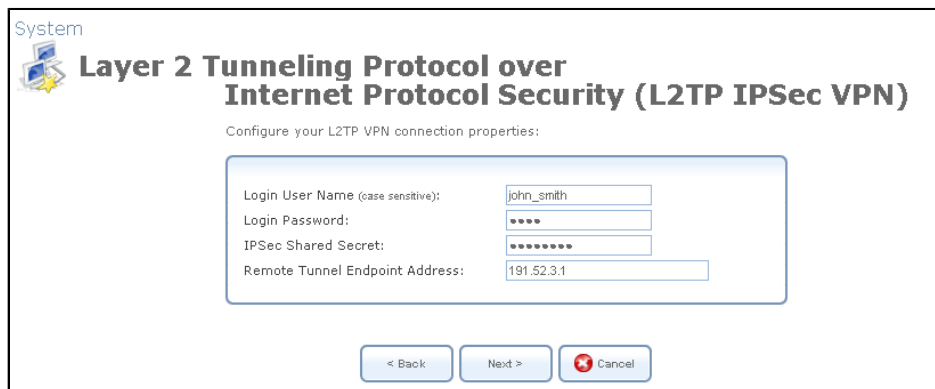 System
Layer 2 Tunneling Protocol over
Internet Protocol Security (L2TP IPSec VPN)
Configure your L2TP VPN connection properties:
Login User Name (case sensitive): john_smith
Login Password: ●●●●
IPSec Shared Secret: ●●●●●●●●
Remote Tunnel Endpoint Address: 191.52.3.1
< Back Next > Cancel